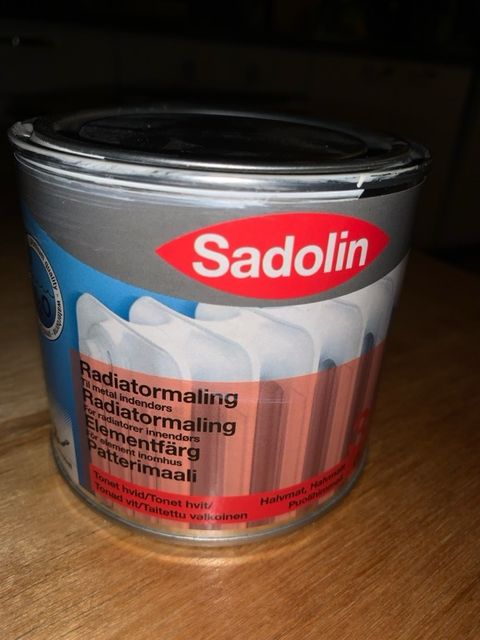 Sadolin
Radiatormaling
Til metal indendørs
Radiatormaling
For radiatorer innendørs
Elementfärg
För element inomhus
Patterimaali
Tonet hvid/Tonet hvit/
Tonad vit/Taitettu valkoinen
Halvmat, Halvmatt
Puolihimmeä